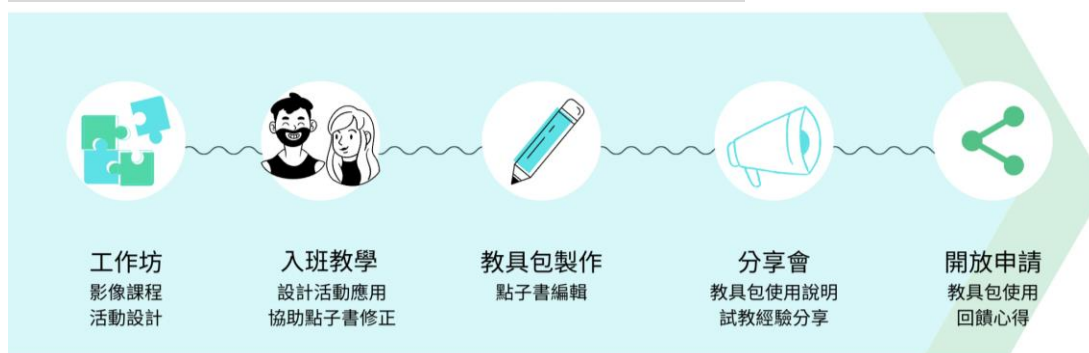 工作坊
影像課程
活動設計
入班教學
設計活動應用
協助點子書修正
教具包製作
點子書編輯
分享會
教具包使用說明
試教經驗分享
開放申請
教具包使用
回饋心得